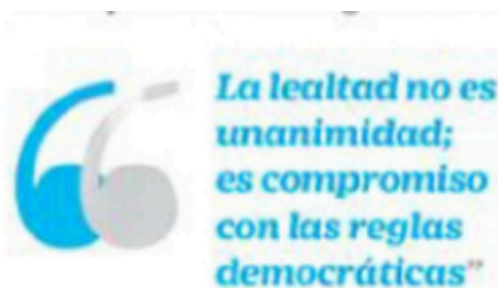 La lealtad no es
unanimidad;
es compromiso
con las reglas
democráticas”